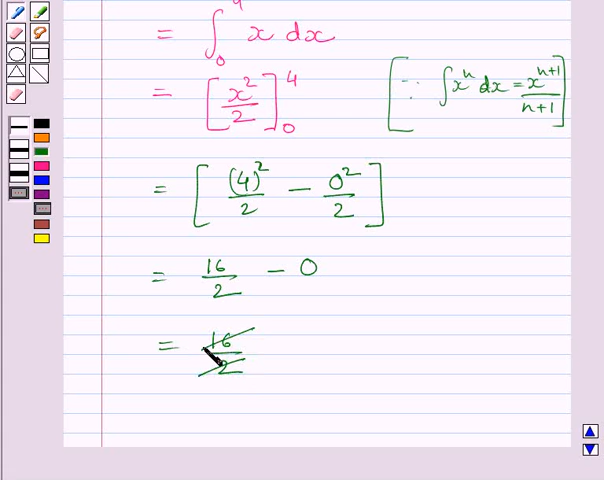 = ∫₀⁴ x dx
= [x²/2]₀⁴ [∵ ∫xⁿ dx = xⁿ⁺¹/n+1]
= [(4)²/2 − 0²/2]
= 16/2 − 0
= 16/2